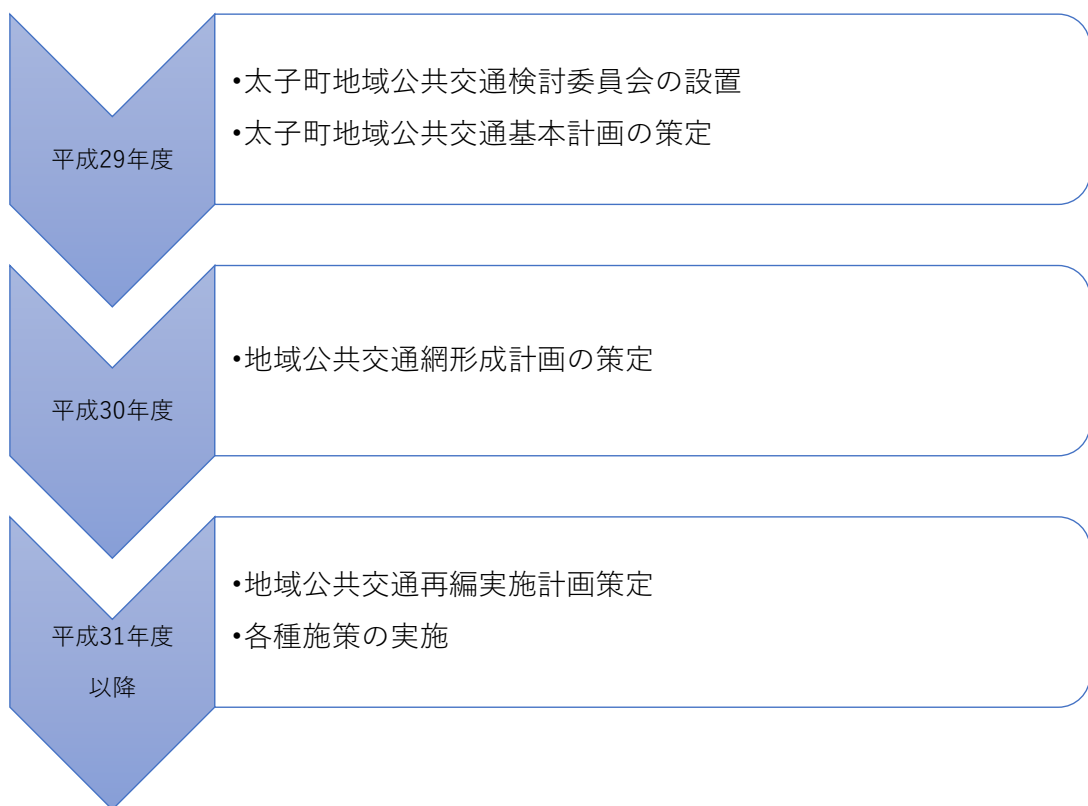 平成29年度
•太子町地域公共交通検討委員会の設置
•太子町地域公共交通基本計画の策定
平成30年度
•地域公共交通網形成計画の策定
平成31年度
以降
•地域公共交通再編実施計画策定
•各種施策の実施